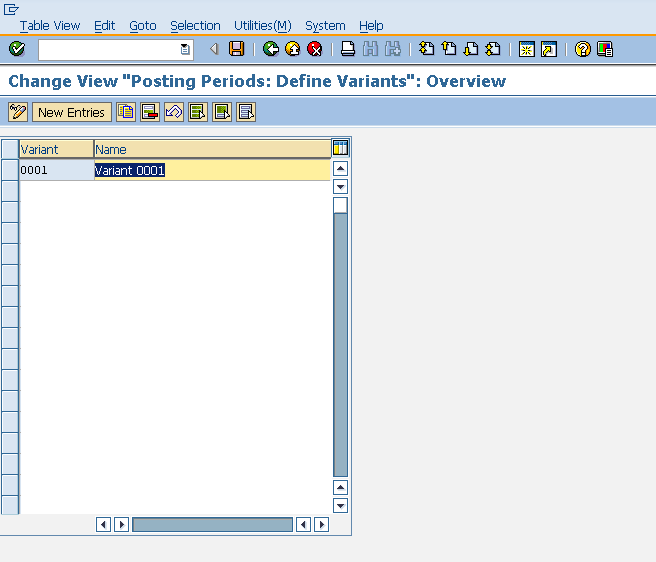 Table View Edit Goto Selection Utilities(M) System Help
Change View "Posting Periods: Define Variants": Overview
New Entries
Variant Name
0001 Variant 0001